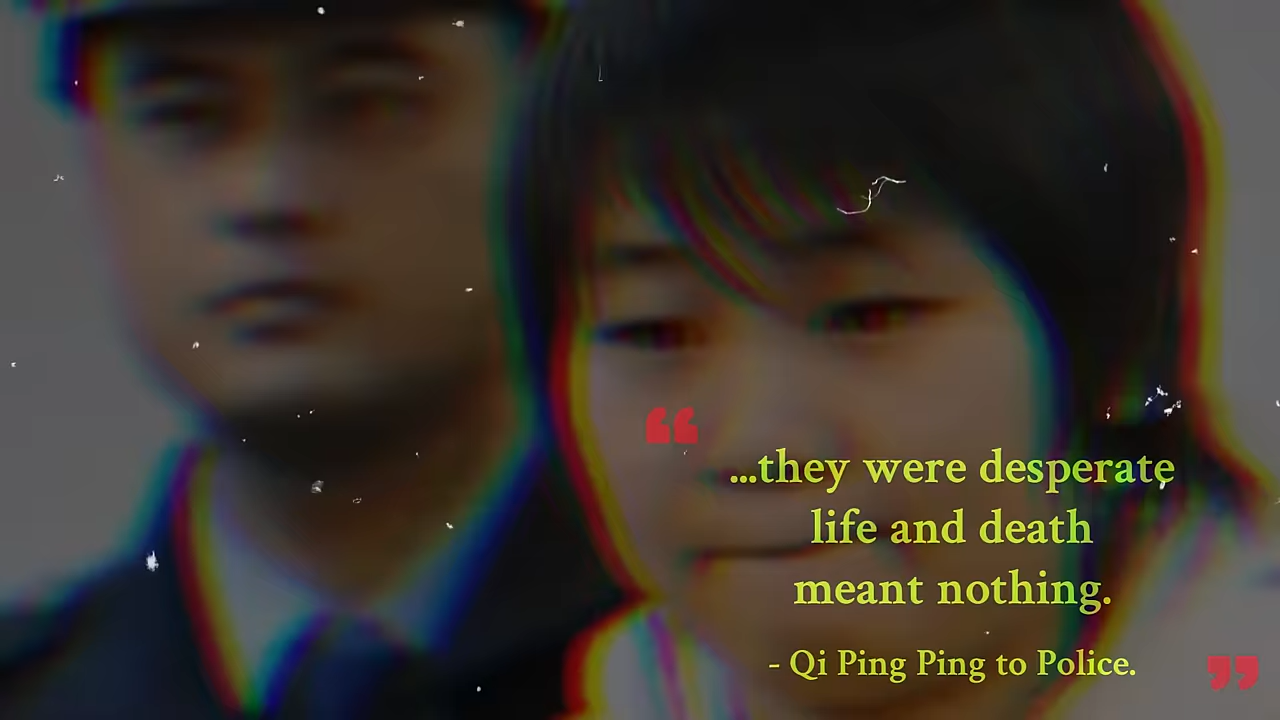 “
...they were desperate
life and death
meant nothing.
- Qi Ping Ping to Police.
”